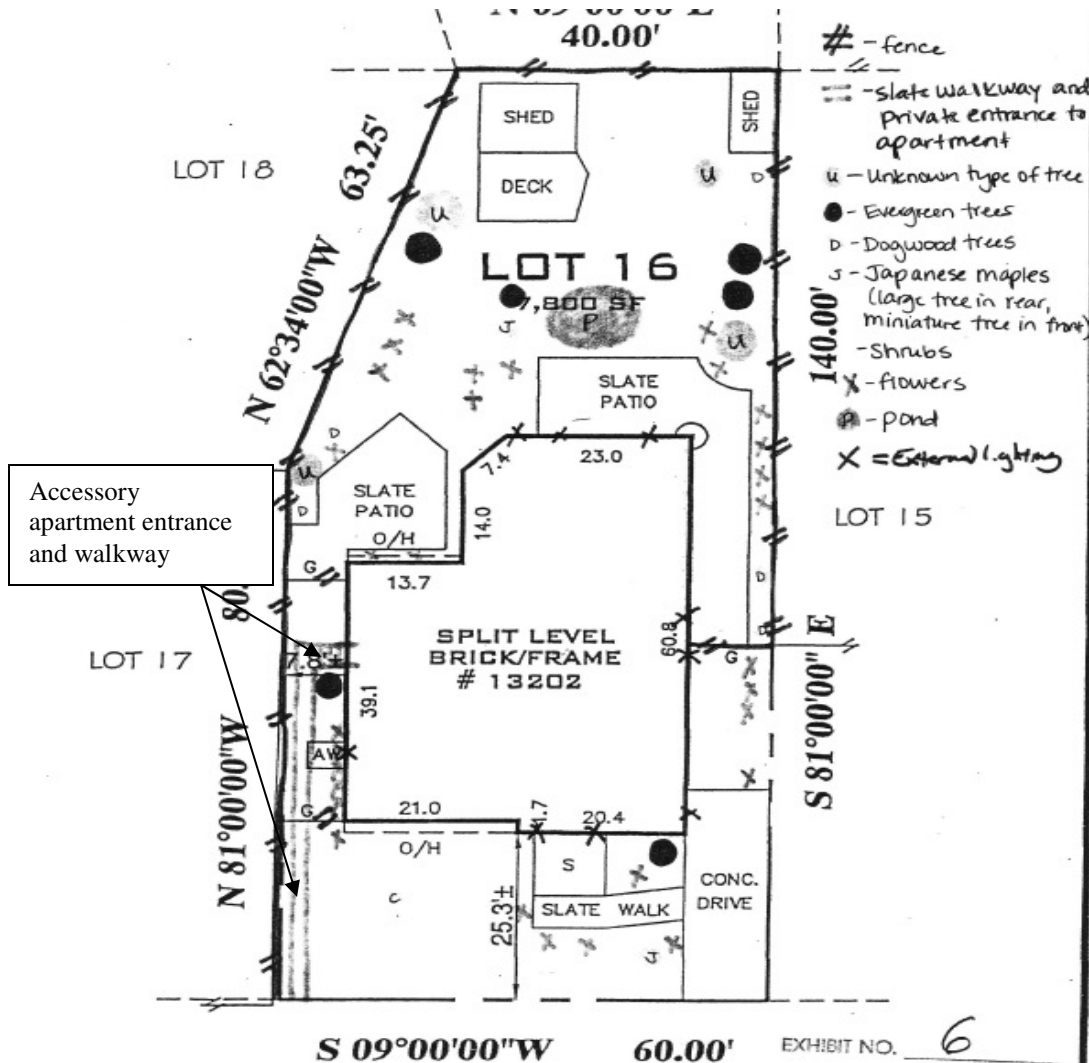 40.00'
# - fence
= - slate walkway and
private entrance to
apartment
u - Unknown type of tree
- Evergreen trees
D - Dogwood trees
J - Japanese maples
(large tree in rear,
miniature tree in front)
- Shrubs
X - flowers
P - pond
X = External lighting
SHED
DECK
SHED
D
u
u
LOT 18
63.25'
N 62°34'00"W
LOT 16
7,800 SF
P
J
u
140.00'
SLATE
PATIO
7.4
23.0
D
u
D
SLATE
PATIO
O/H
14.0
LOT 15
Accessory
apartment entrance
and walkway
G
13.7
D
80.
SPLIT LEVEL
BRICK/FRAME
# 13202
60.8
G
LOT 17
7.8'±
39.1
AW
S 81°00'00" E
N 81°00'00"W
G
21.0
1.7
20.4
O/H
S
C
25.3'±
SLATE WALK
CONC.
DRIVE
J
S 09°00'00"W
60.00'
EXHIBIT NO. 6